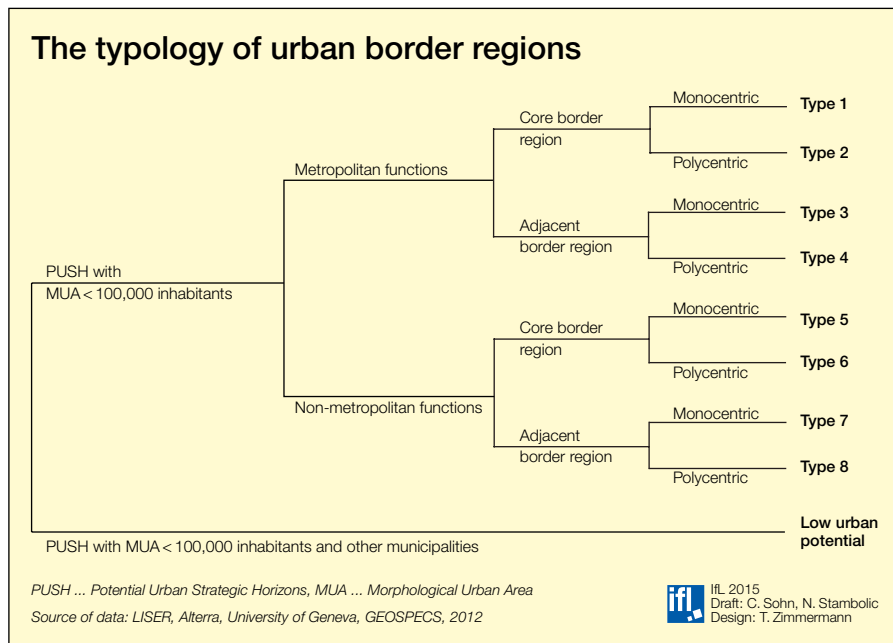 The typology of urban border regions
Monocentric
Type 1
Core border
region
Polycentric
Type 2
Metropolitan functions
Monocentric
Type 3
Adjacent
border region
Polycentric
Type 4
PUSH with
MUA < 100,000 inhabitants
Monocentric
Type 5
Core border
region
Polycentric
Type 6
Non-metropolitan functions
Monocentric
Type 7
Adjacent
border region
Polycentric
Type 8
Low urban
potential
PUSH with MUA < 100,000 inhabitants and other municipalities
PUSH ... Potential Urban Strategic Horizons, MUA ... Morphological Urban Area
Source of data: LISER, Alterra, University of Geneva, GEOSPECS, 2012
ifl
IfL 2015
Draft: C. Sohn, N. Stambolic
Design: T. Zimmermann